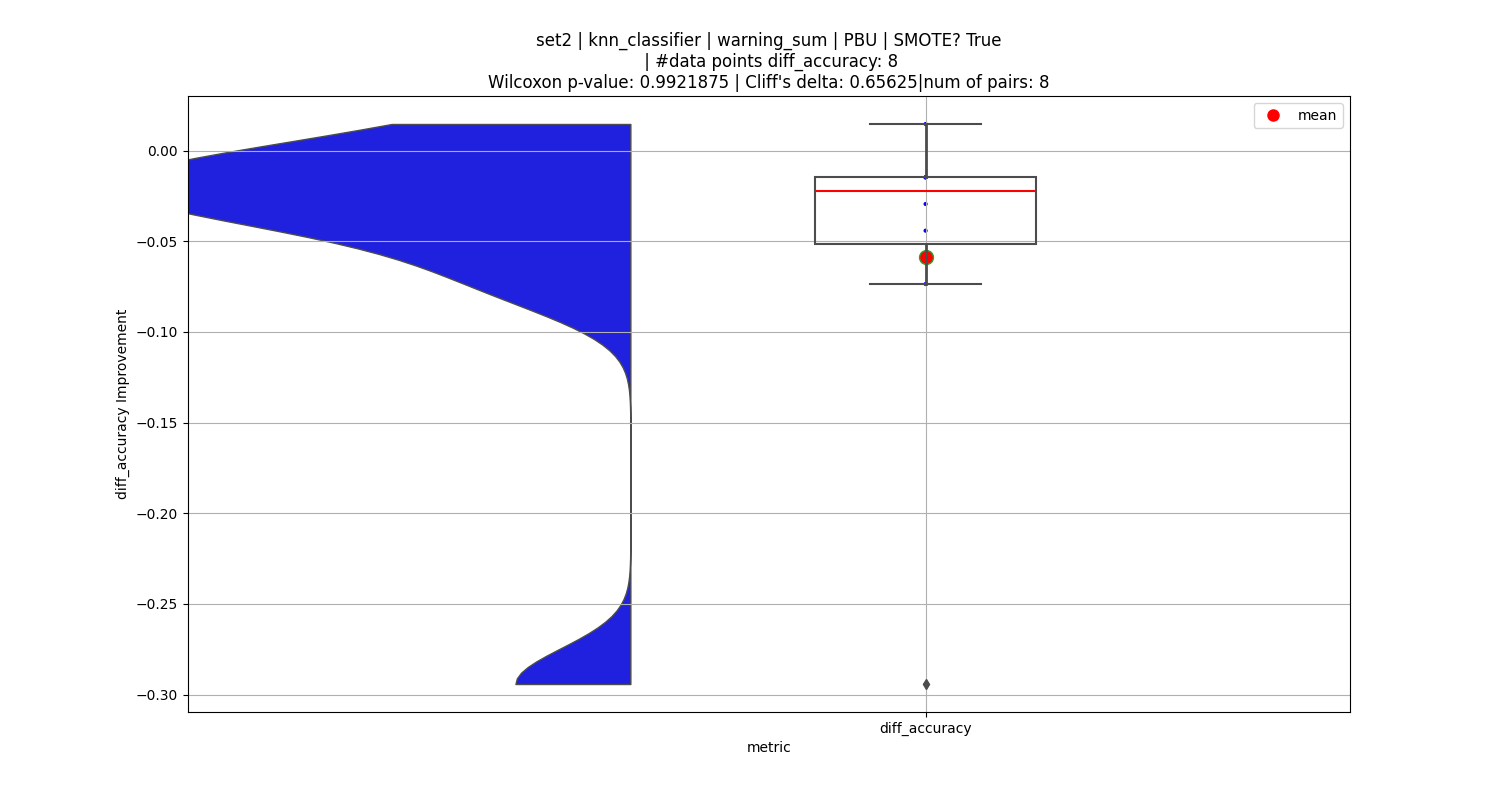 set2 | knn_classifier | warning_sum | PBU | SMOTE? True
| #data points diff_accuracy: 8
Wilcoxon p-value: 0.9921875 | Cliff's delta: 0.65625|num of pairs: 8
mean
0.00
−0.05
−0.10
−0.15
−0.20
−0.25
−0.30
diff_accuracy Improvement
diff_accuracy
metric